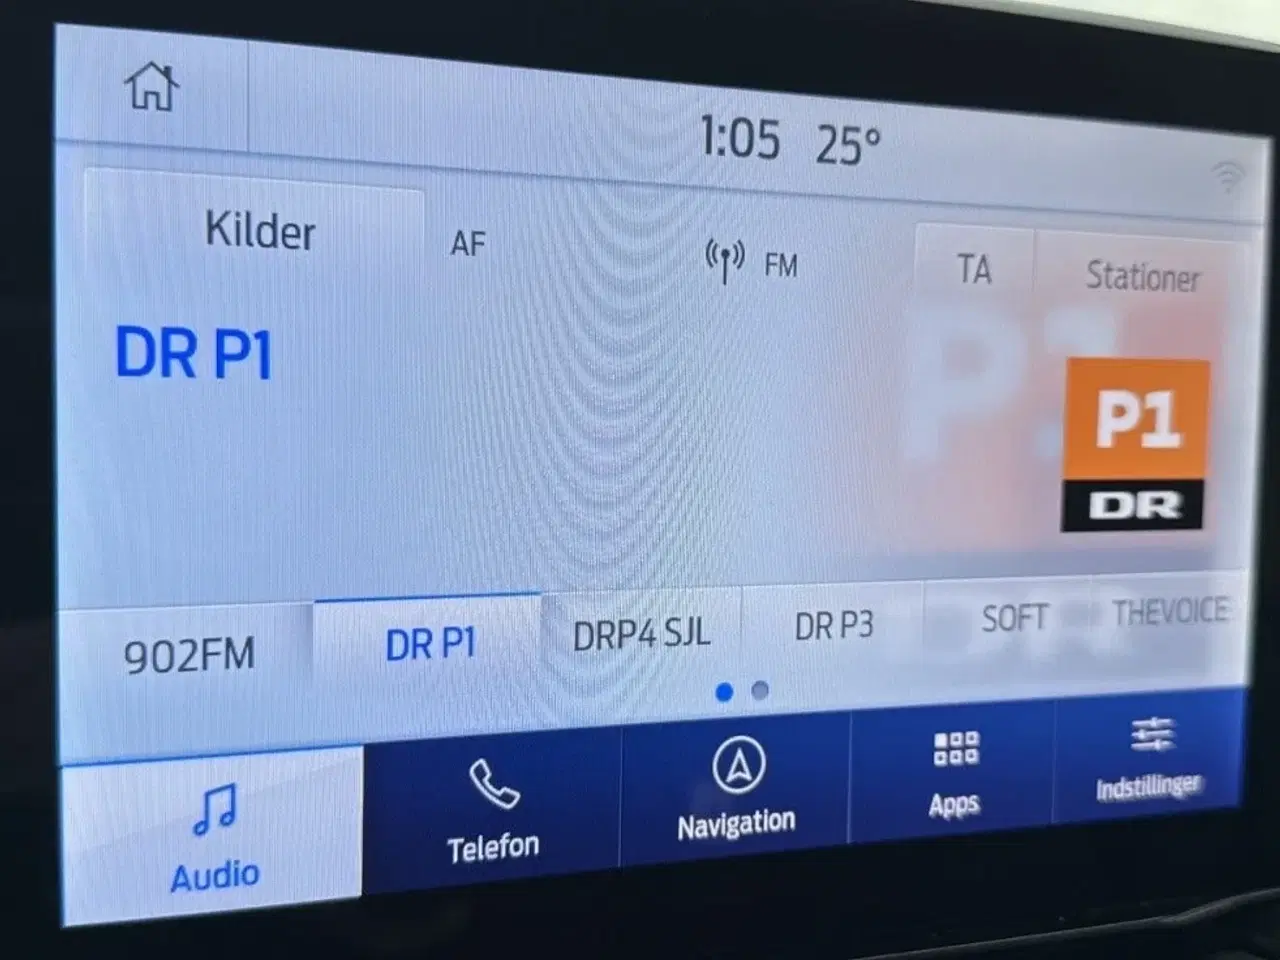 1:05 25°
Kilder AF FM TA Stationer
DR P1
P1
DR
902FM DR P1 DRP4 SJL DR P3 SOFT THEVOICE
Audio Telefon Navigation Apps Indstillinger